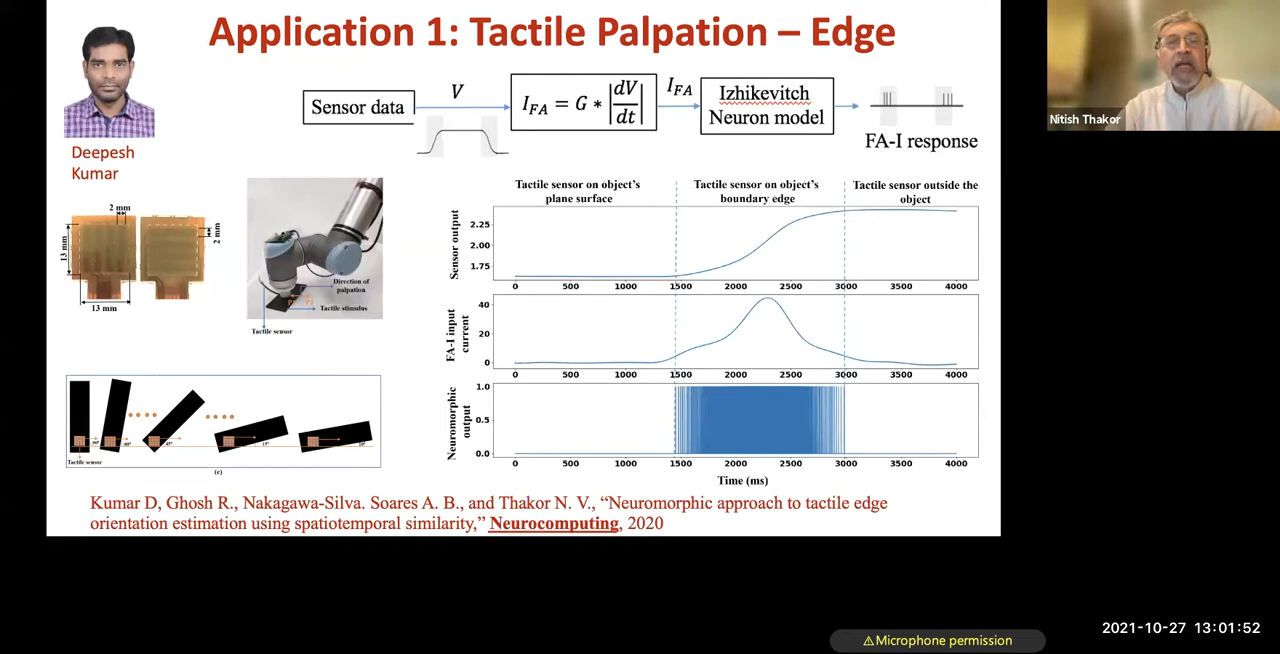 Application 1: Tactile Palpation – Edge
Deepesh
Kumar
Sensor data
V
I_FA = G * |dV/dt|
I_FA
Izhikevitch
Neuron model
FA-I response
Nitish Thakor
2 mm
13 mm
2 mm
13 mm
Direction of
palpation
Tactile stimulus
Tactile sensor
Tactile sensor on object's
plane surface
Tactile sensor on object's
boundary edge
Tactile sensor outside the
object
Sensor output
2.25
2.00
1.75
0 500 1000 1500 2000 2500 3000 3500 4000
FA-I input
current
40
20
0
0 500 1000 1500 2000 2500 3000 3500 4000
Neuromorphic
output
1.0
0.5
0.0
0 500 1000 1500 2000 2500 3000 3500 4000
Time (ms)
Tactile sensor
(c)
Kumar D, Ghosh R., Nakagawa-Silva. Soares A. B., and Thakor N. V., “Neuromorphic approach to tactile edge
orientation estimation using spatiotemporal similarity,” Neurocomputing, 2020
2021-10-27 13:01:52
⚠Microphone permission